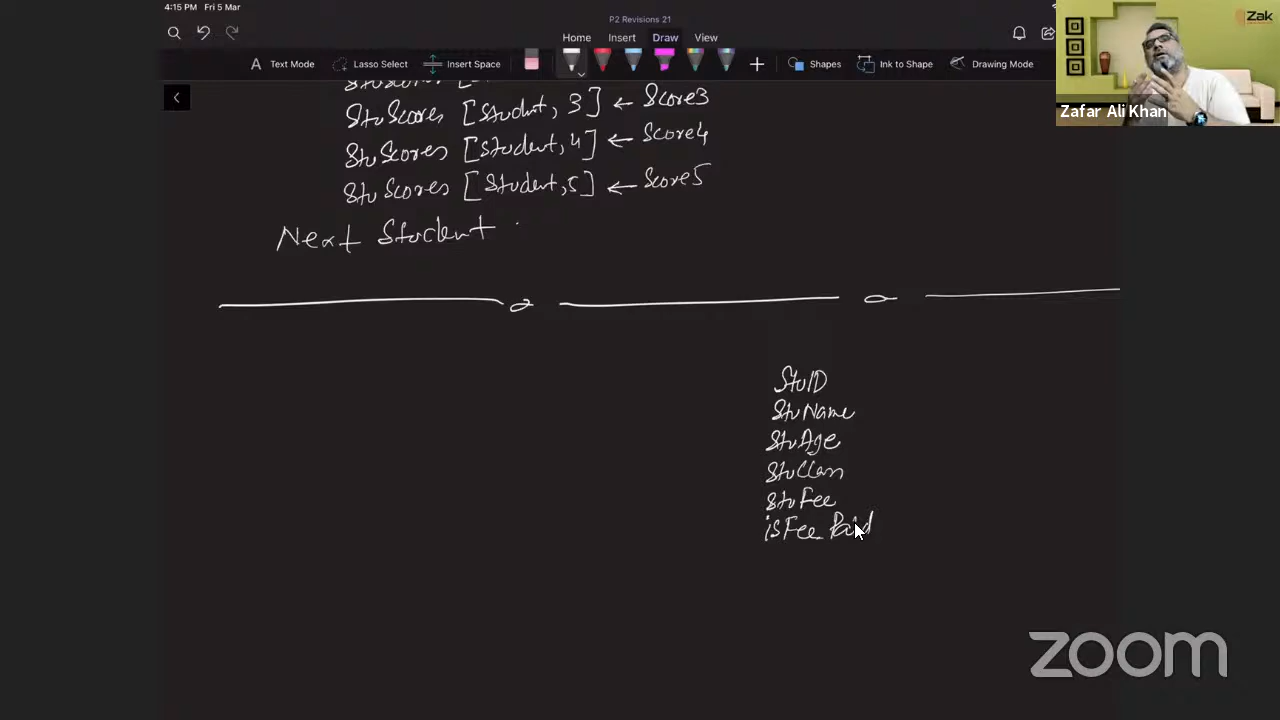 4:15 PM Fri 5 Mar
P2 Revisions 21
Home Insert Draw View
Text Mode Lasso Select Insert Space Shapes Ink to Shape Drawing Mode
StuScores [Student, 3] ← Score3
StuScores [Student, 4] ← Score4
StuScores [Student, 5] ← Score5
Next Student
StuID
StuName
StuAge
StuClass
StuFee
isFeePaid
Zak
Zafar Ali Khan
zoom